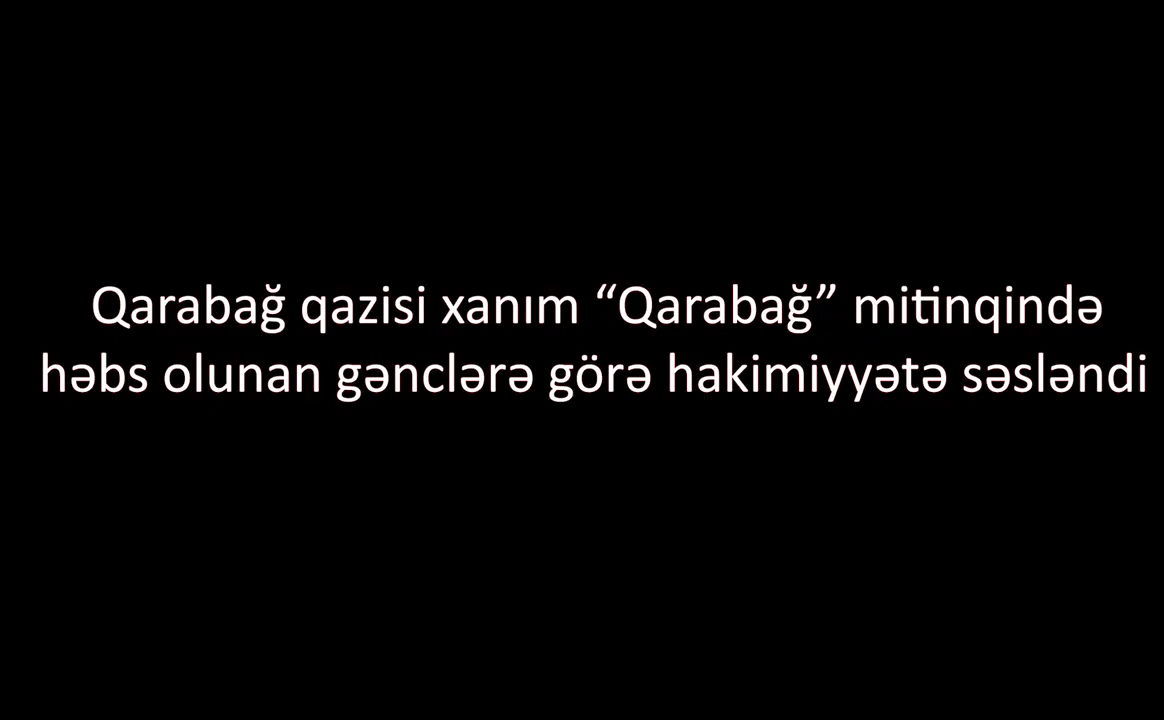 Qarabağ qazisi xanım “Qarabağ” mitinqində
həbs olunan gənclərə görə hakimiyyətə səsləndi